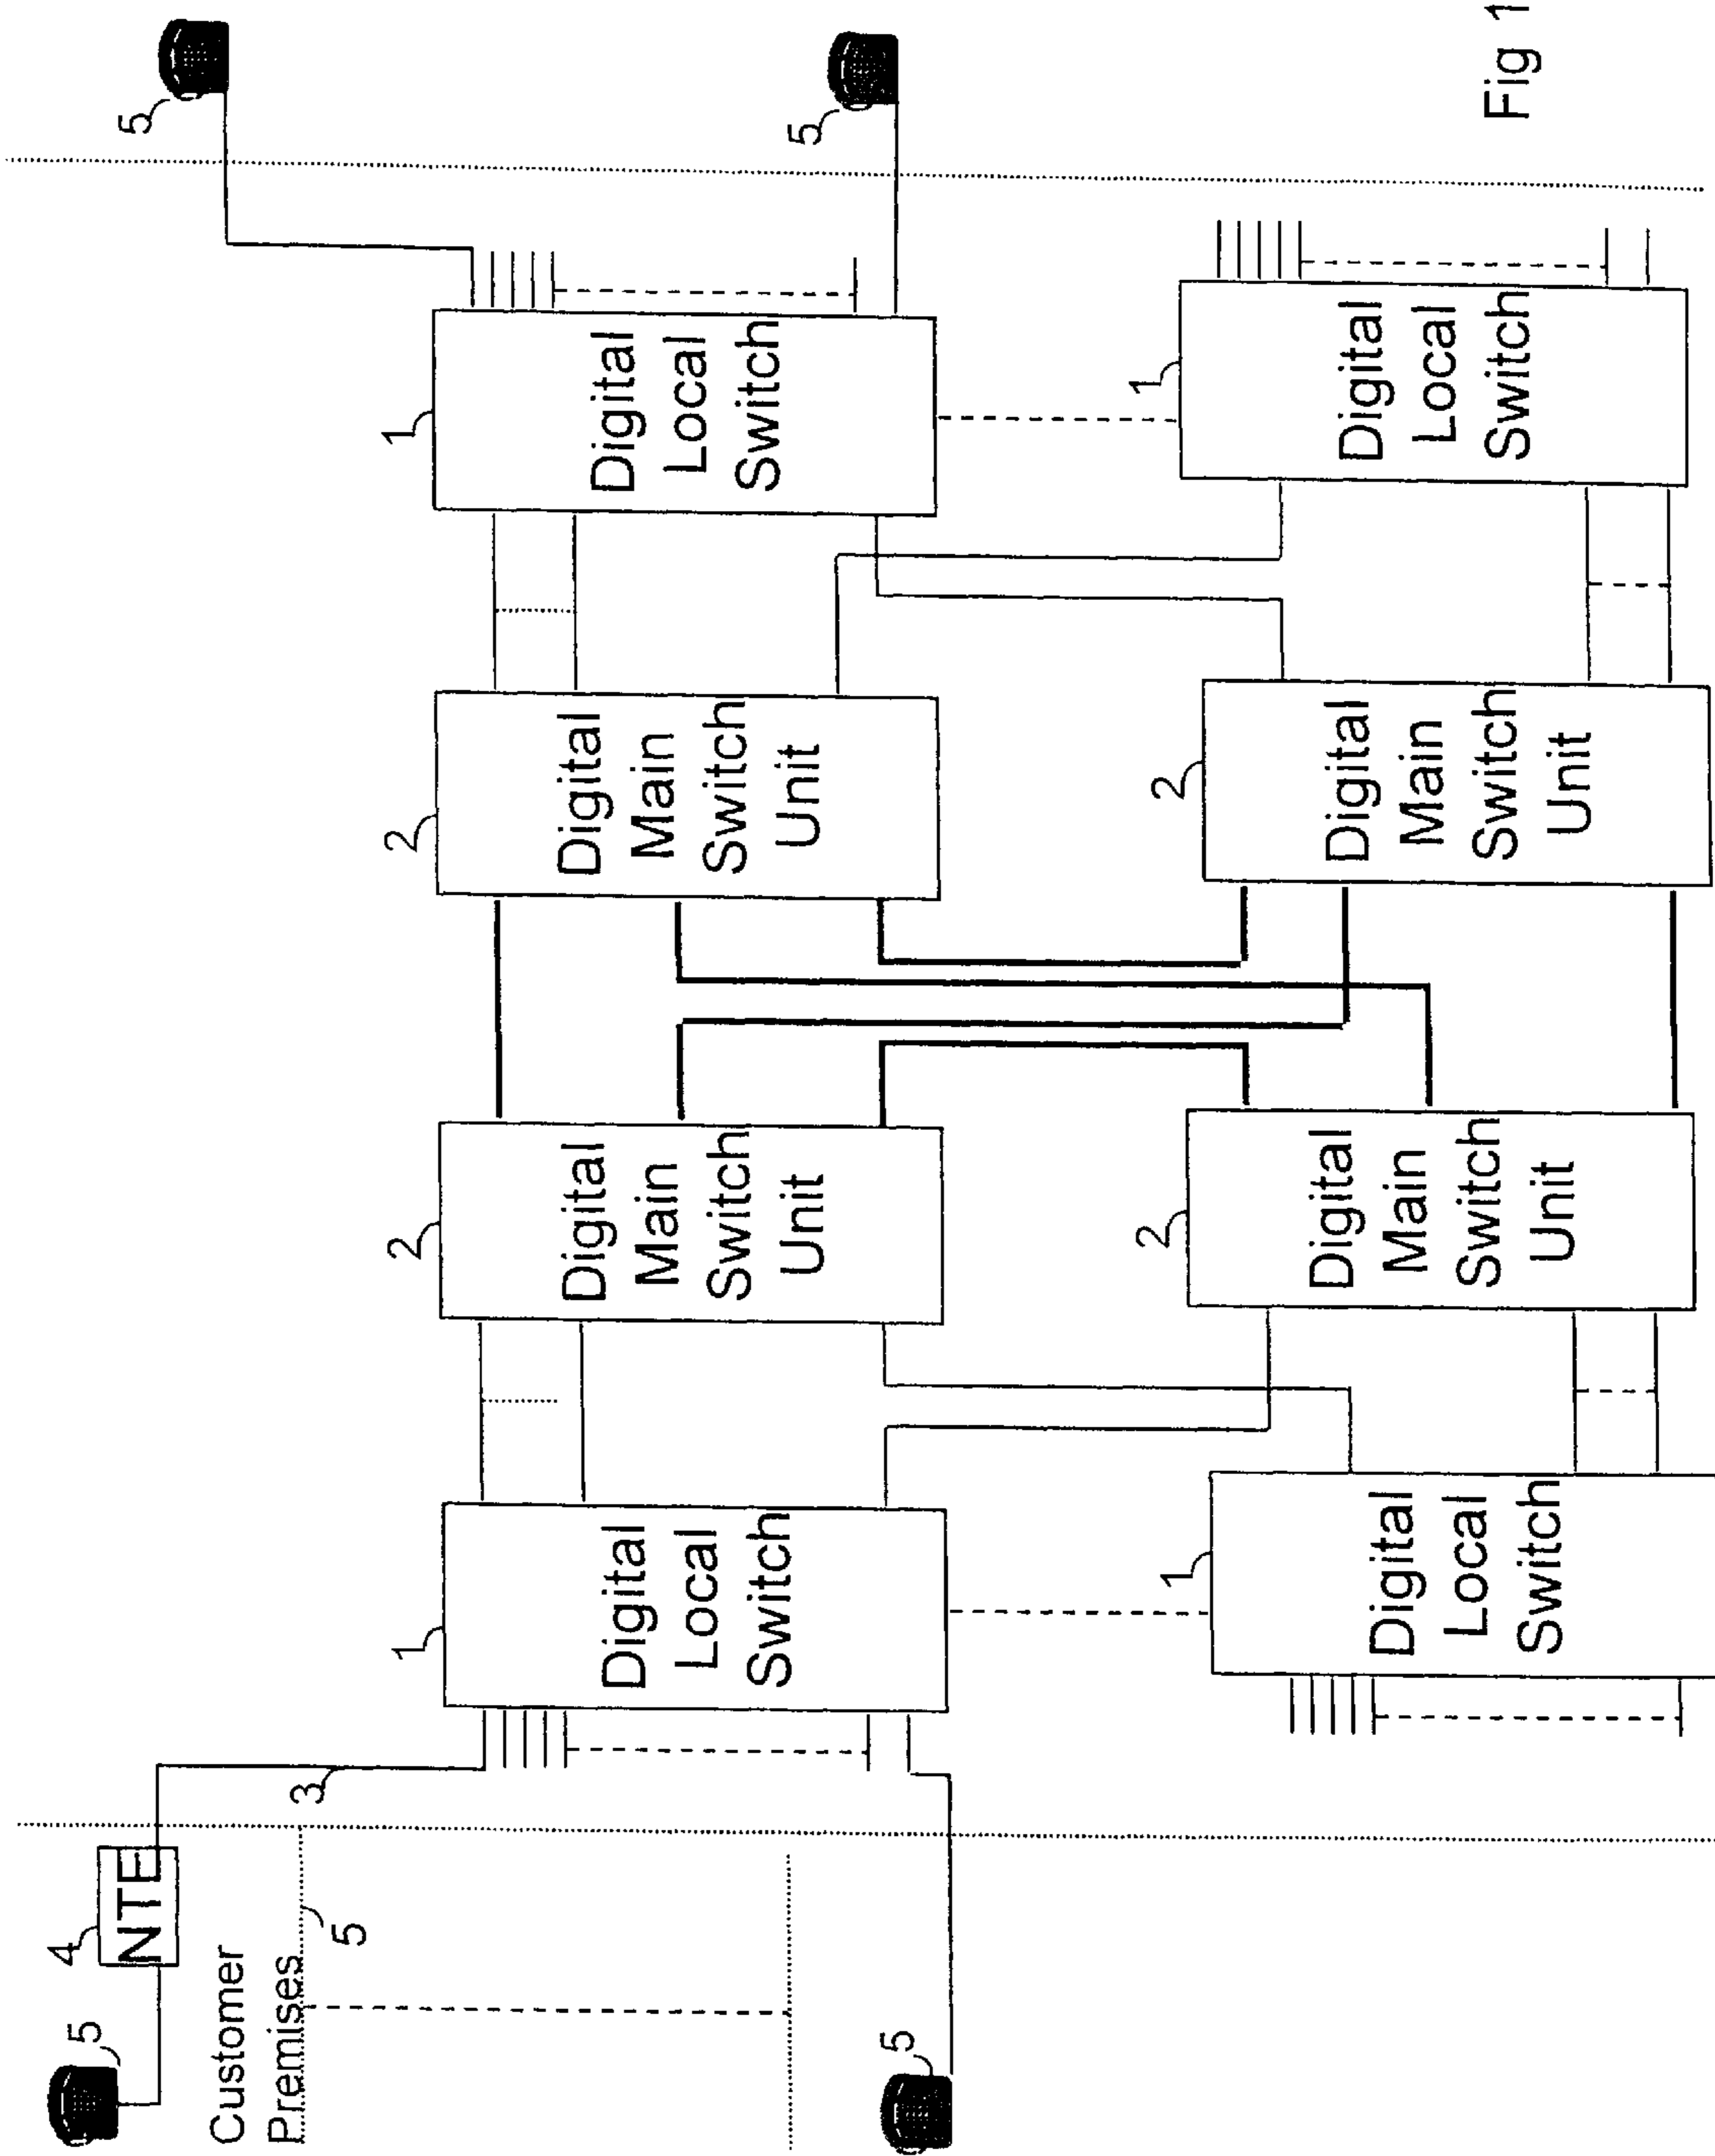 4
5
NTE
5
Customer
Premises
3
5
1
2
2
1
Digital
Local
Switch
Digital
Main
Switch
Unit
Digital
Main
Switch
Unit
Digital
Local
Switch
5
5
1
2
2
1
Digital
Local
Switch
Digital
Main
Switch
Unit
Digital
Main
Switch
Unit
Digital
Local
Switch
Fig 1